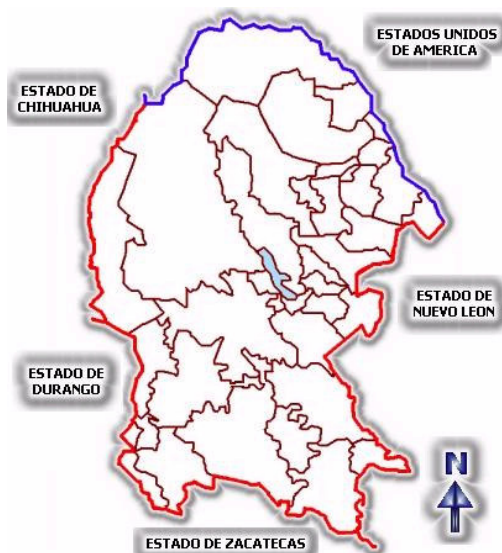 ESTADOS UNIDOS
DE AMERICA
ESTADO DE
CHIHUAHUA
ESTADO DE
NUEVO LEON
ESTADO DE
DURANGO
N
ESTADO DE ZACATECAS